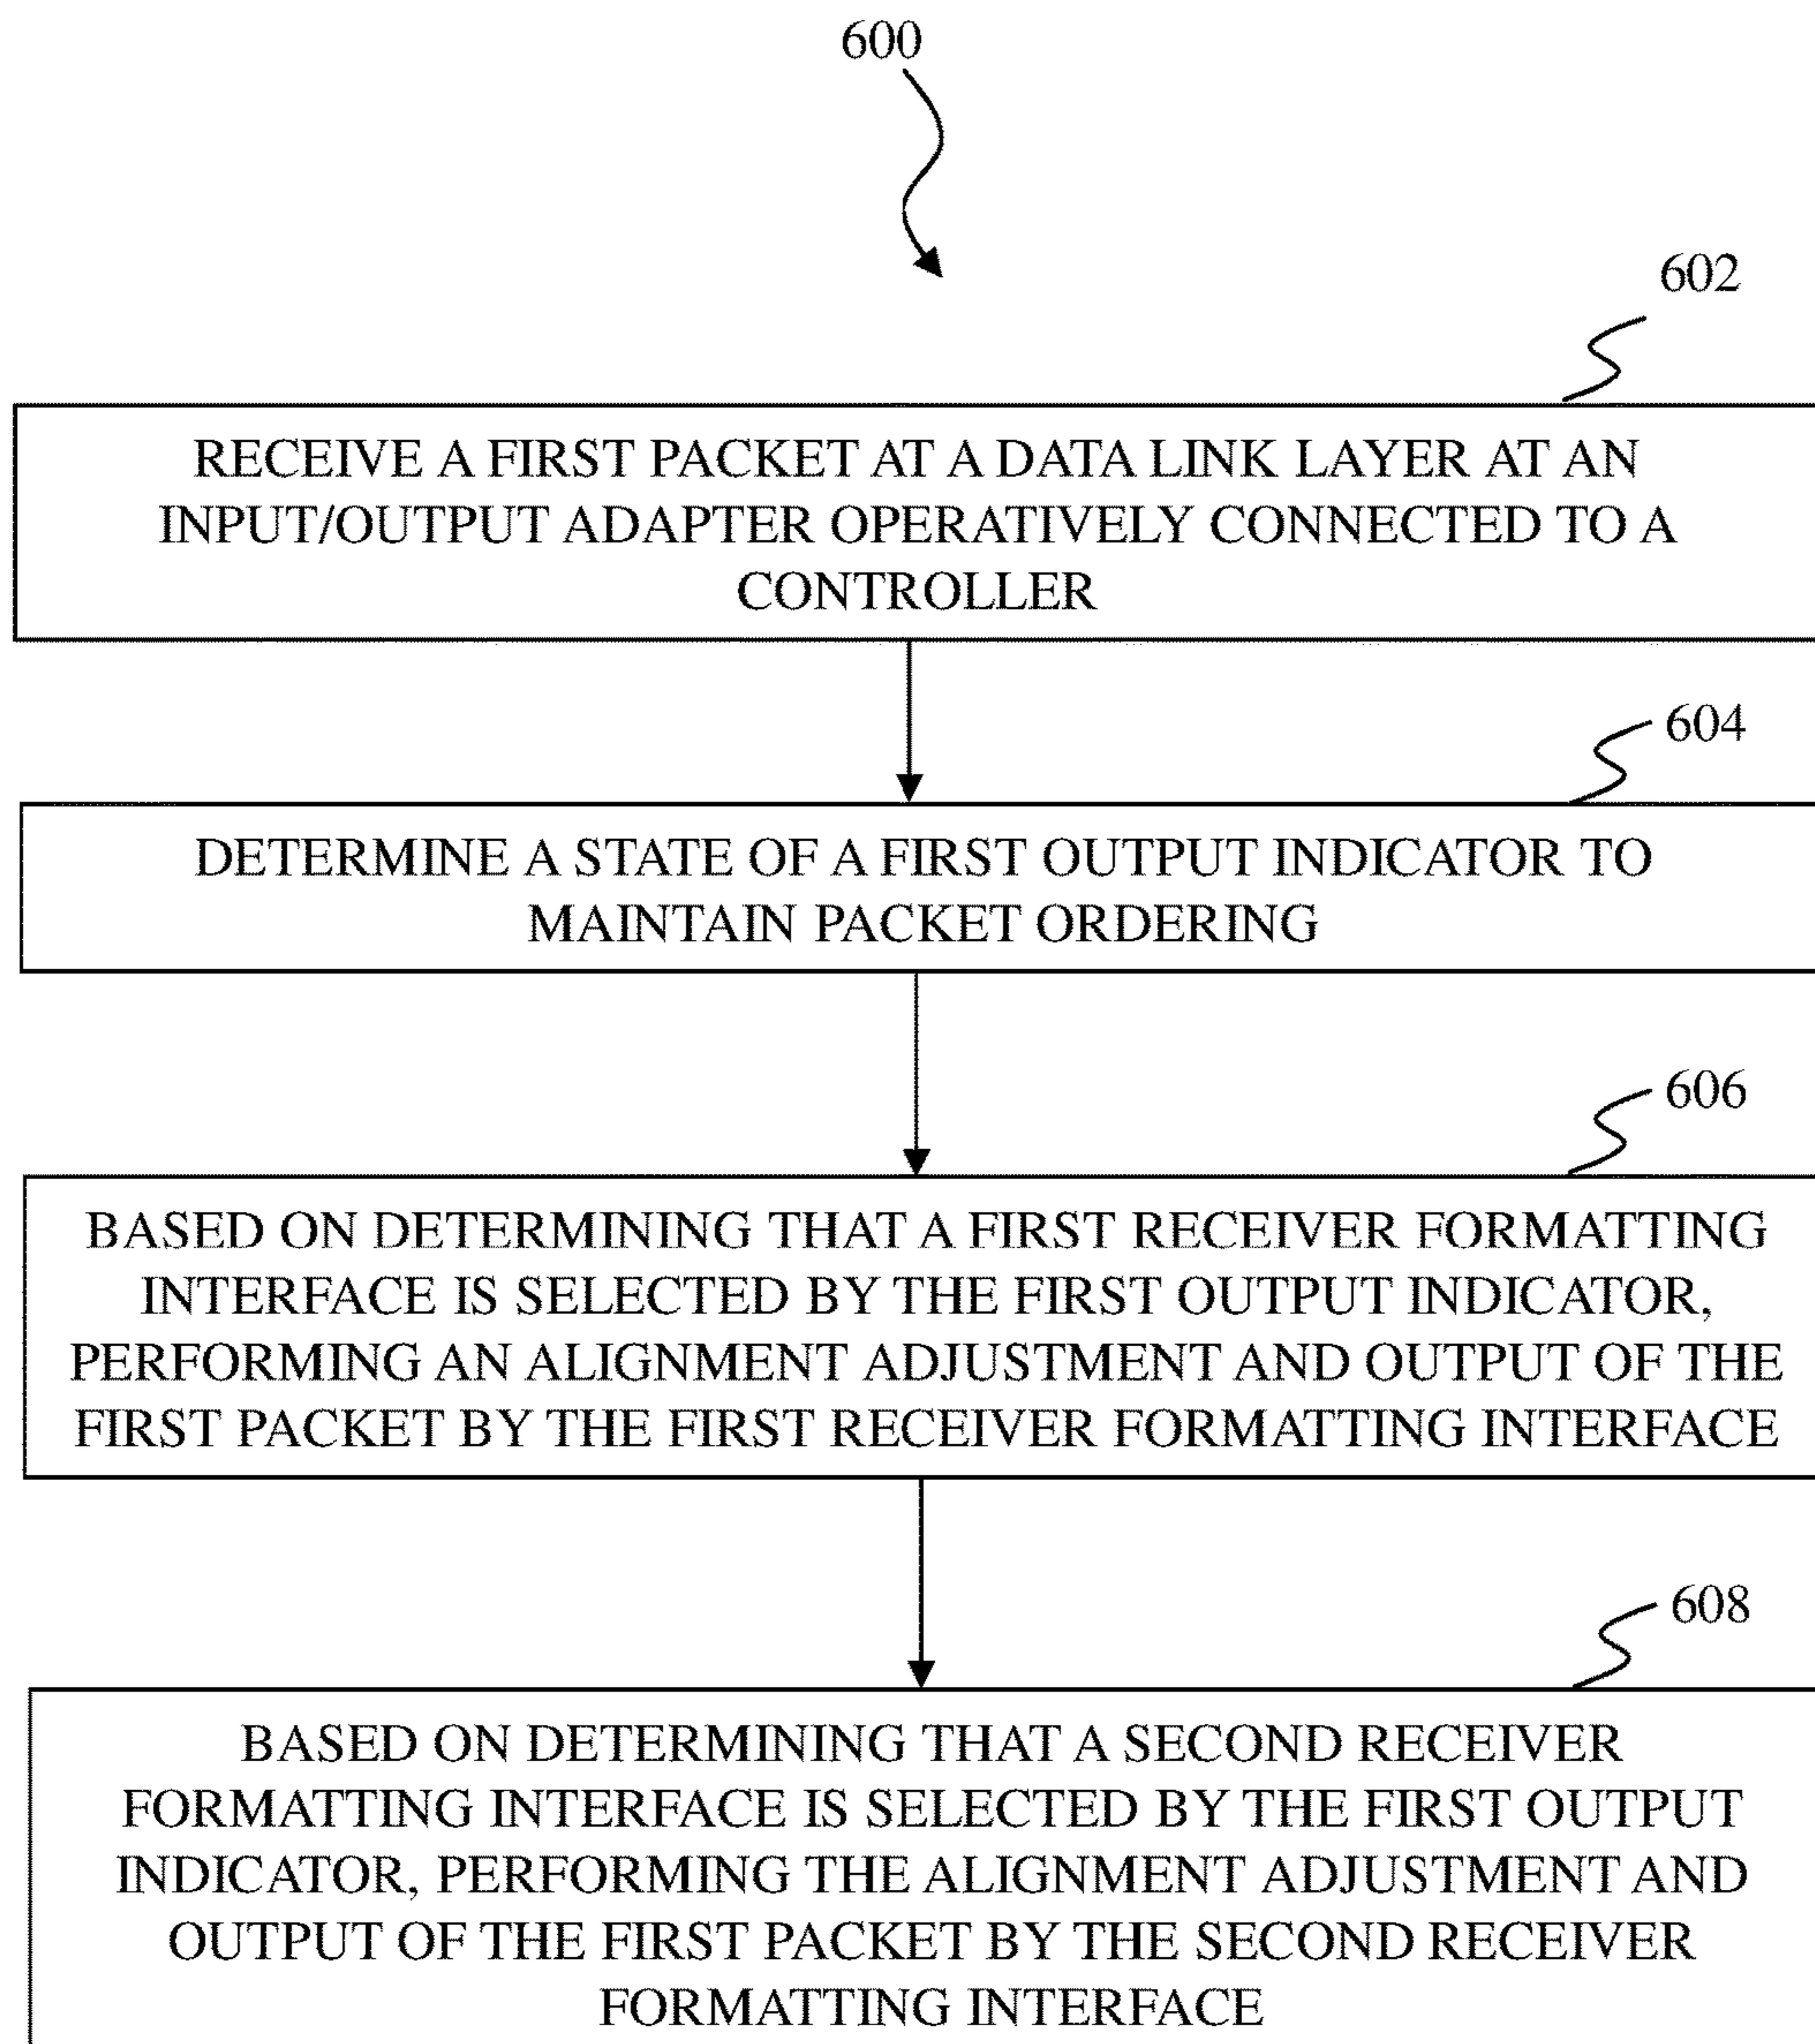 600
602
RECEIVE A FIRST PACKET AT A DATA LINK LAYER AT AN
INPUT/OUTPUT ADAPTER OPERATIVELY CONNECTED TO A
CONTROLLER
604
DETERMINE A STATE OF A FIRST OUTPUT INDICATOR TO
MAINTAIN PACKET ORDERING
606
BASED ON DETERMINING THAT A FIRST RECEIVER FORMATTING
INTERFACE IS SELECTED BY THE FIRST OUTPUT INDICATOR,
PERFORMING AN ALIGNMENT ADJUSTMENT AND OUTPUT OF THE
FIRST PACKET BY THE FIRST RECEIVER FORMATTING INTERFACE
608
BASED ON DETERMINING THAT A SECOND RECEIVER
FORMATTING INTERFACE IS SELECTED BY THE FIRST OUTPUT
INDICATOR, PERFORMING THE ALIGNMENT ADJUSTMENT AND
OUTPUT OF THE FIRST PACKET BY THE SECOND RECEIVER
FORMATTING INTERFACE